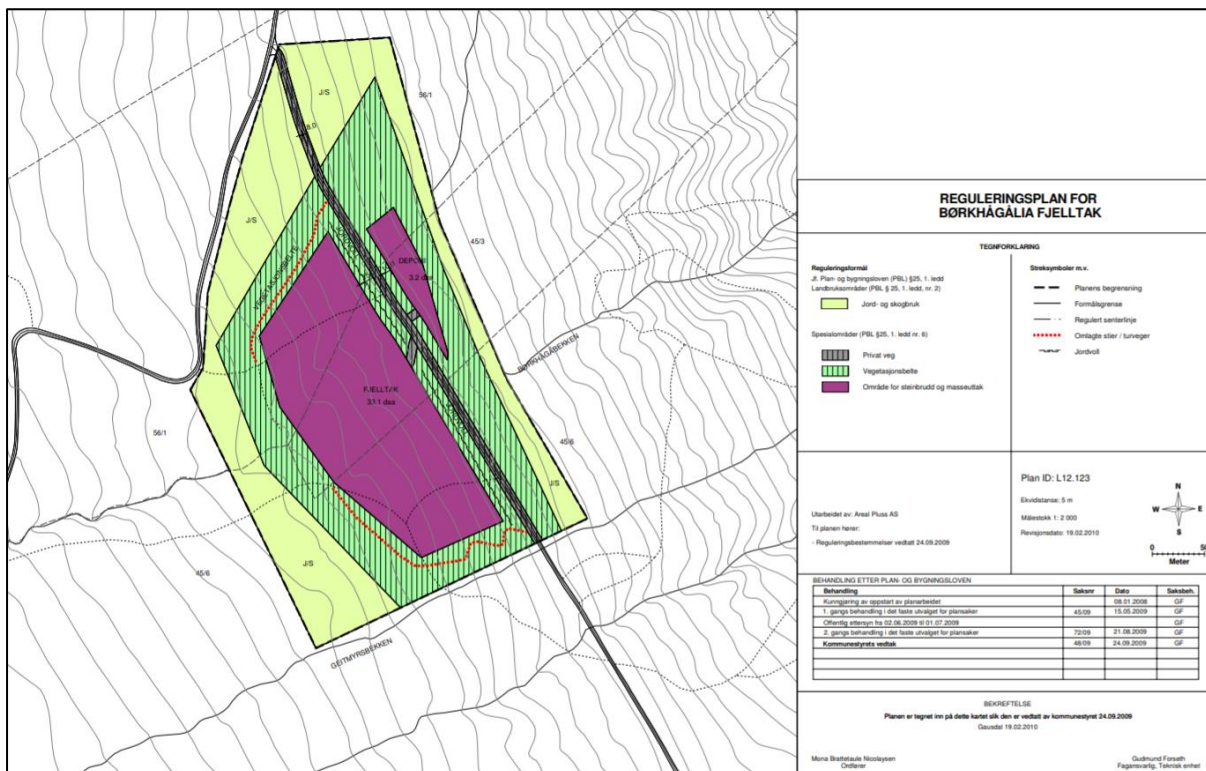 J/S
56/1
J/S
VEGETASJONSBELTE
DEPONI
3.2 daa
45/3
BØRKHÅGÅBEKKEN
FJELLTAK
56/1
45/6
J/S
45/6
J/S
GEITMYRSBEKKEN
REGULERINGSPLAN FOR
BØRKHÅGÅLIA FJELLTAK
TEGNFORKLARING
Reguleringsformål
Jf. Plan- og bygningsloven (PBL) §25, 1. ledd
Landbruksområder (PBL § 25, 1. ledd, nr. 2)
Jord- og skogbruk
Spesialområder (PBL §25, 1. ledd nr. 6)
Privat veg
Vegetasjonsbelte
Område for steinbrudd og masseuttak
Streksymboler m.v.
Planens begrensning
Formålsgrense
Regulert senterlinje
Omlagte stier / turveger
Jordvoll
Utarbeidet av: Areal Pluss AS
Til planen hører:
- Reguleringsbestemmelser vedtatt 24.09.2009
Plan ID: L12.123
Ekvidistanse: 5 m
Målestokk 1: 2 000
Revisjonsdato: 19.02.2010
N
W E
S
0 50
Meter
BEHANDLING ETTER PLAN- OG BYGNINGSLOVEN
Behandling Saksnr Dato Saksbeh.
Kunngjøring av oppstart av planarbeidet 08.01.2008 GF
1. gangs behandling i det faste utvalget for plansaker 45/09 15.05.2009 GF
Offentlig ettersyn fra 02.06.2009 til 01.07.2009 GF
2. gangs behandling i det faste utvalget for plansaker 72/09 21.08.2009 GF
Kommunestyrets vedtak 48/09 24.09.2009 GF
BEKREFTELSE
Planen er tegnet inn på dette kartet slik den er vedtatt av kommunestyret 24.09.2009
Gausdal 19.02.2010
Mona Brattetaule Nicolaysen Gudmund Forseth
Ordfører Fagansvarlig, Teknisk enhet